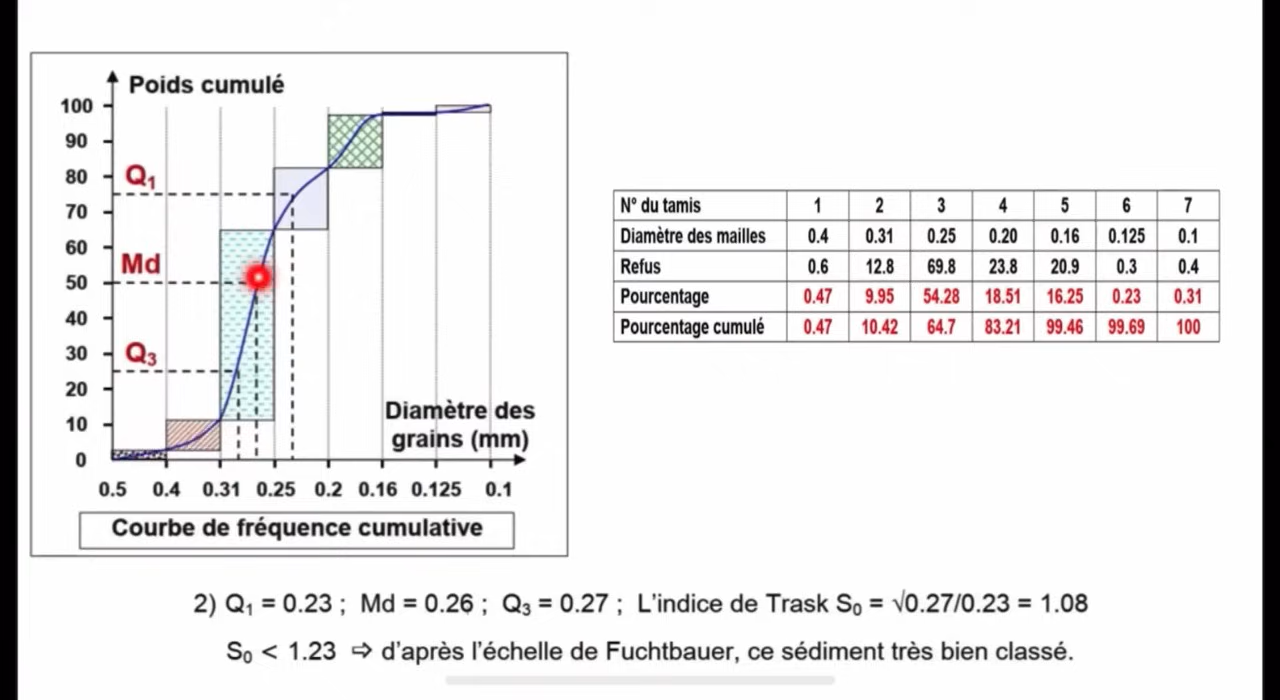 Poids cumulé
100
90
Q₁
80
70
60
Md
50
40
30
Q₃
20
10
0
Diamètre des
grains (mm)
0.5 0.4 0.31 0.25 0.2 0.16 0.125 0.1
Courbe de fréquence cumulative
N° du tamis 1 2 3 4 5 6 7
Diamètre des mailles 0.4 0.31 0.25 0.20 0.16 0.125 0.1
Refus 0.6 12.8 69.8 23.8 20.9 0.3 0.4
Pourcentage 0.47 9.95 54.28 18.51 16.25 0.23 0.31
Pourcentage cumulé 0.47 10.42 64.7 83.21 99.46 99.69 100
2) Q₁ = 0.23 ; Md = 0.26 ; Q₃ = 0.27 ; L'indice de Trask S₀ = √0.27/0.23 = 1.08
S₀ < 1.23 ⇨ d'après l'échelle de Fuchtbauer, ce sédiment très bien classé.